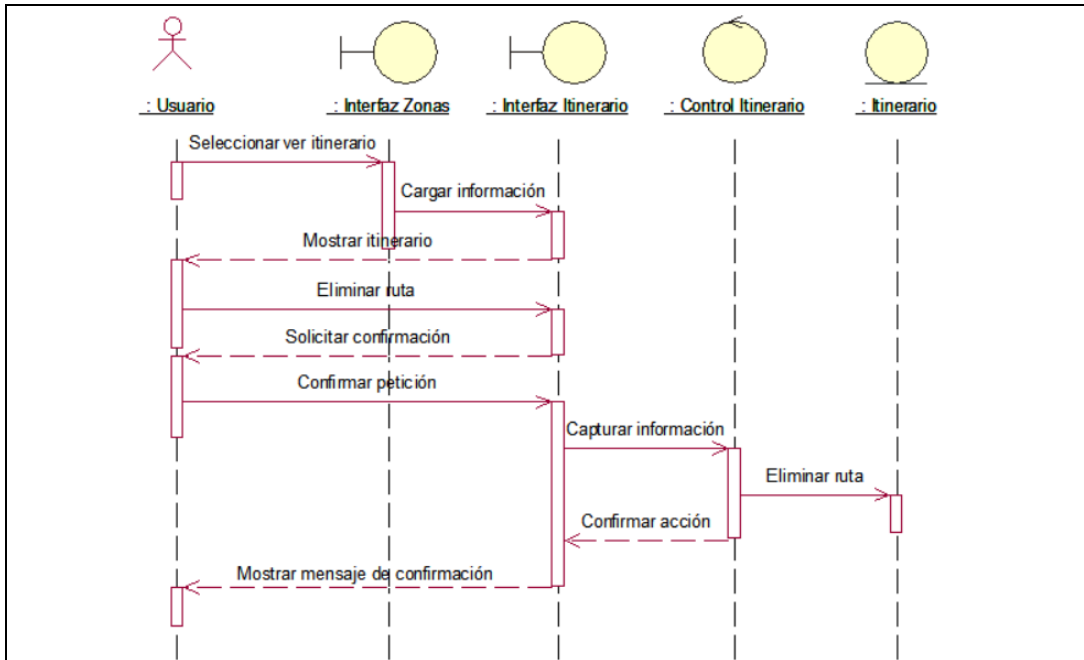 : Usuario
: Interfaz Zonas
: Interfaz Itinerario
: Control Itinerario
: Itinerario
Seleccionar ver itinerario
Cargar información
Mostrar itinerario
Eliminar ruta
Solicitar confirmación
Confirmar petición
Capturar información
Eliminar ruta
Confirmar acción
Mostrar mensaje de confirmación